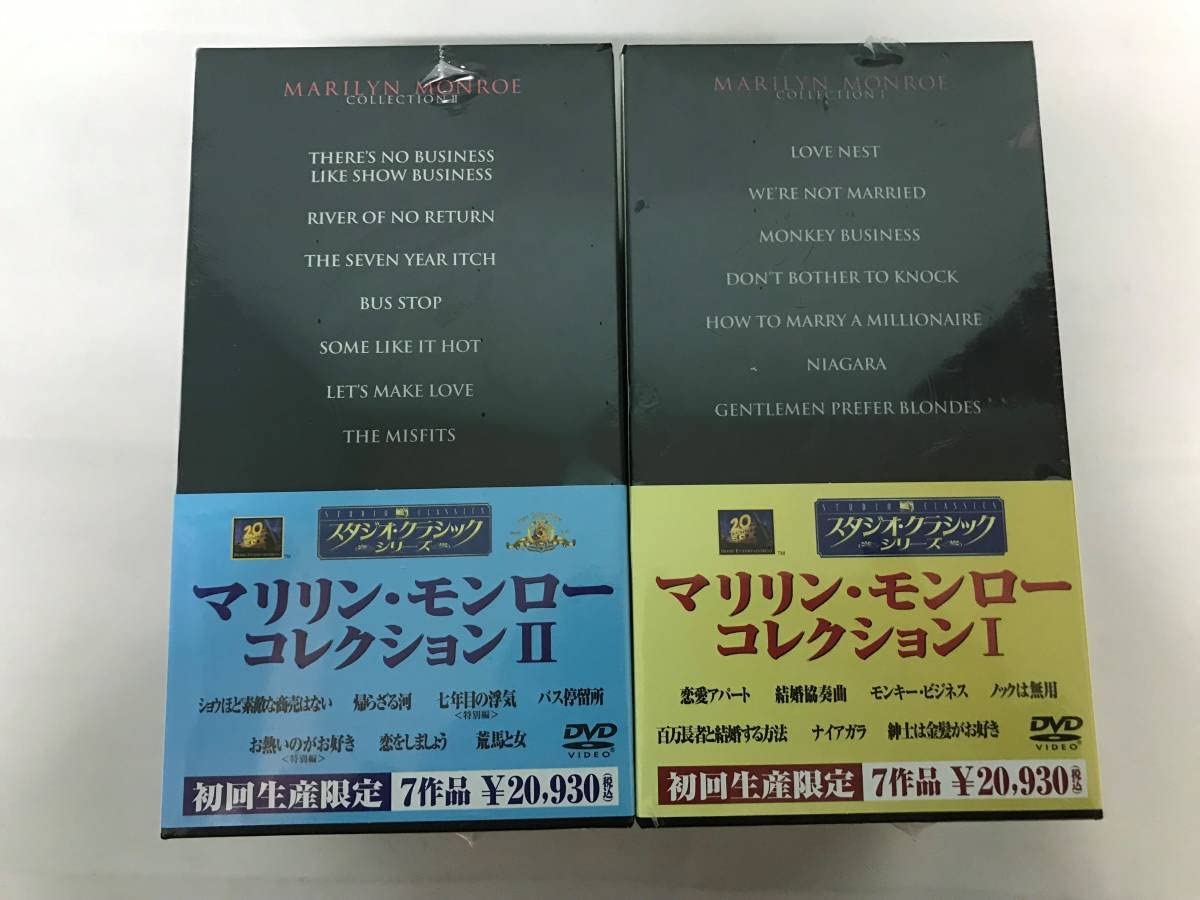 MARILYN MONROE
COLLECTION II
THERE'S NO BUSINESS
LIKE SHOW BUSINESS
RIVER OF NO RETURN
THE SEVEN YEAR ITCH
BUS STOP
SOME LIKE IT HOT
LET'S MAKE LOVE
THE MISFITS
STUDIO CLASSICS
スタジオ・クラシック
シリーズ
マリリン・モンロー
コレクションⅡ
ショウほど素敵な商売はない 帰らざる河 七年目の浮気 バス停留所
<特別編>
お熱いのがお好き 恋をしましょう 荒馬と女
<特別編>
DVD
VIDEO
初回生産限定 7作品 ¥20,930(税込)
MARILYN MONROE
COLLECTION I
LOVE NEST
WE'RE NOT MARRIED
MONKEY BUSINESS
DON'T BOTHER TO KNOCK
HOW TO MARRY A MILLIONAIRE
NIAGARA
GENTLEMEN PREFER BLONDES
STUDIO CLASSICS
スタジオ・クラシック
シリーズ
マリリン・モンロー
コレクションⅠ
恋愛アパート 結婚協奏曲 モンキー・ビジネス ノックは無用
百万長者と結婚する方法 ナイアガラ 紳士は金髪がお好き
DVD
VIDEO
初回生産限定 7作品 ¥20,930(税込)